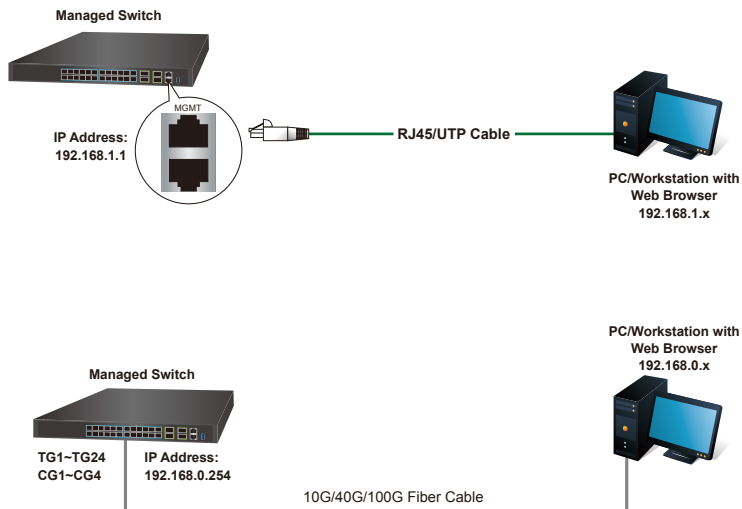 Managed Switch
MGMT
IP Address:
192.168.1.1
RJ45/UTP Cable
PC/Workstation with
Web Browser
192.168.1.x
PC/Workstation with
Web Browser
192.168.0.x
Managed Switch
TG1~TG24
CG1~CG4
IP Address:
192.168.0.254
10G/40G/100G Fiber Cable